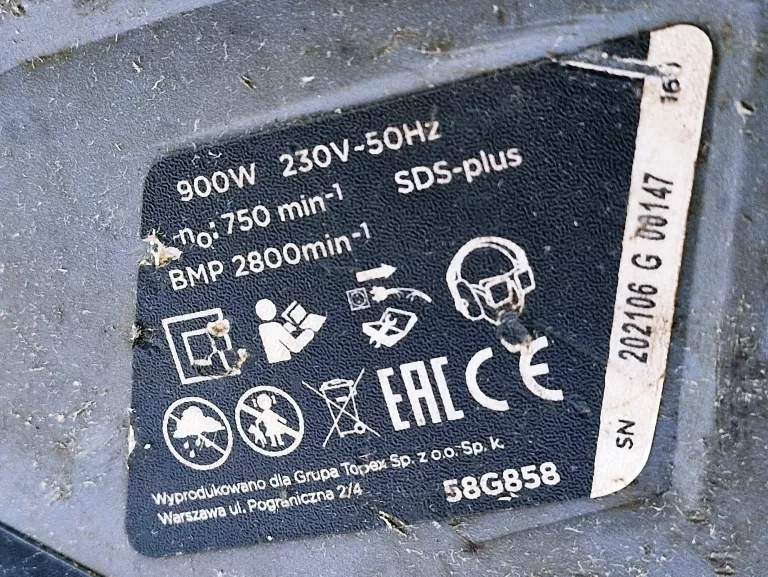 900W 230V~50Hz
n₀: 750 min⁻¹ SDS-plus
BMP 2800min⁻¹
EAC CE
Wyprodukowano dla Grupa Topex Sp. z o.o. Sp. k.
Warszawa ul. Pograniczna 2/4
58G858
SN 202106 G 00147